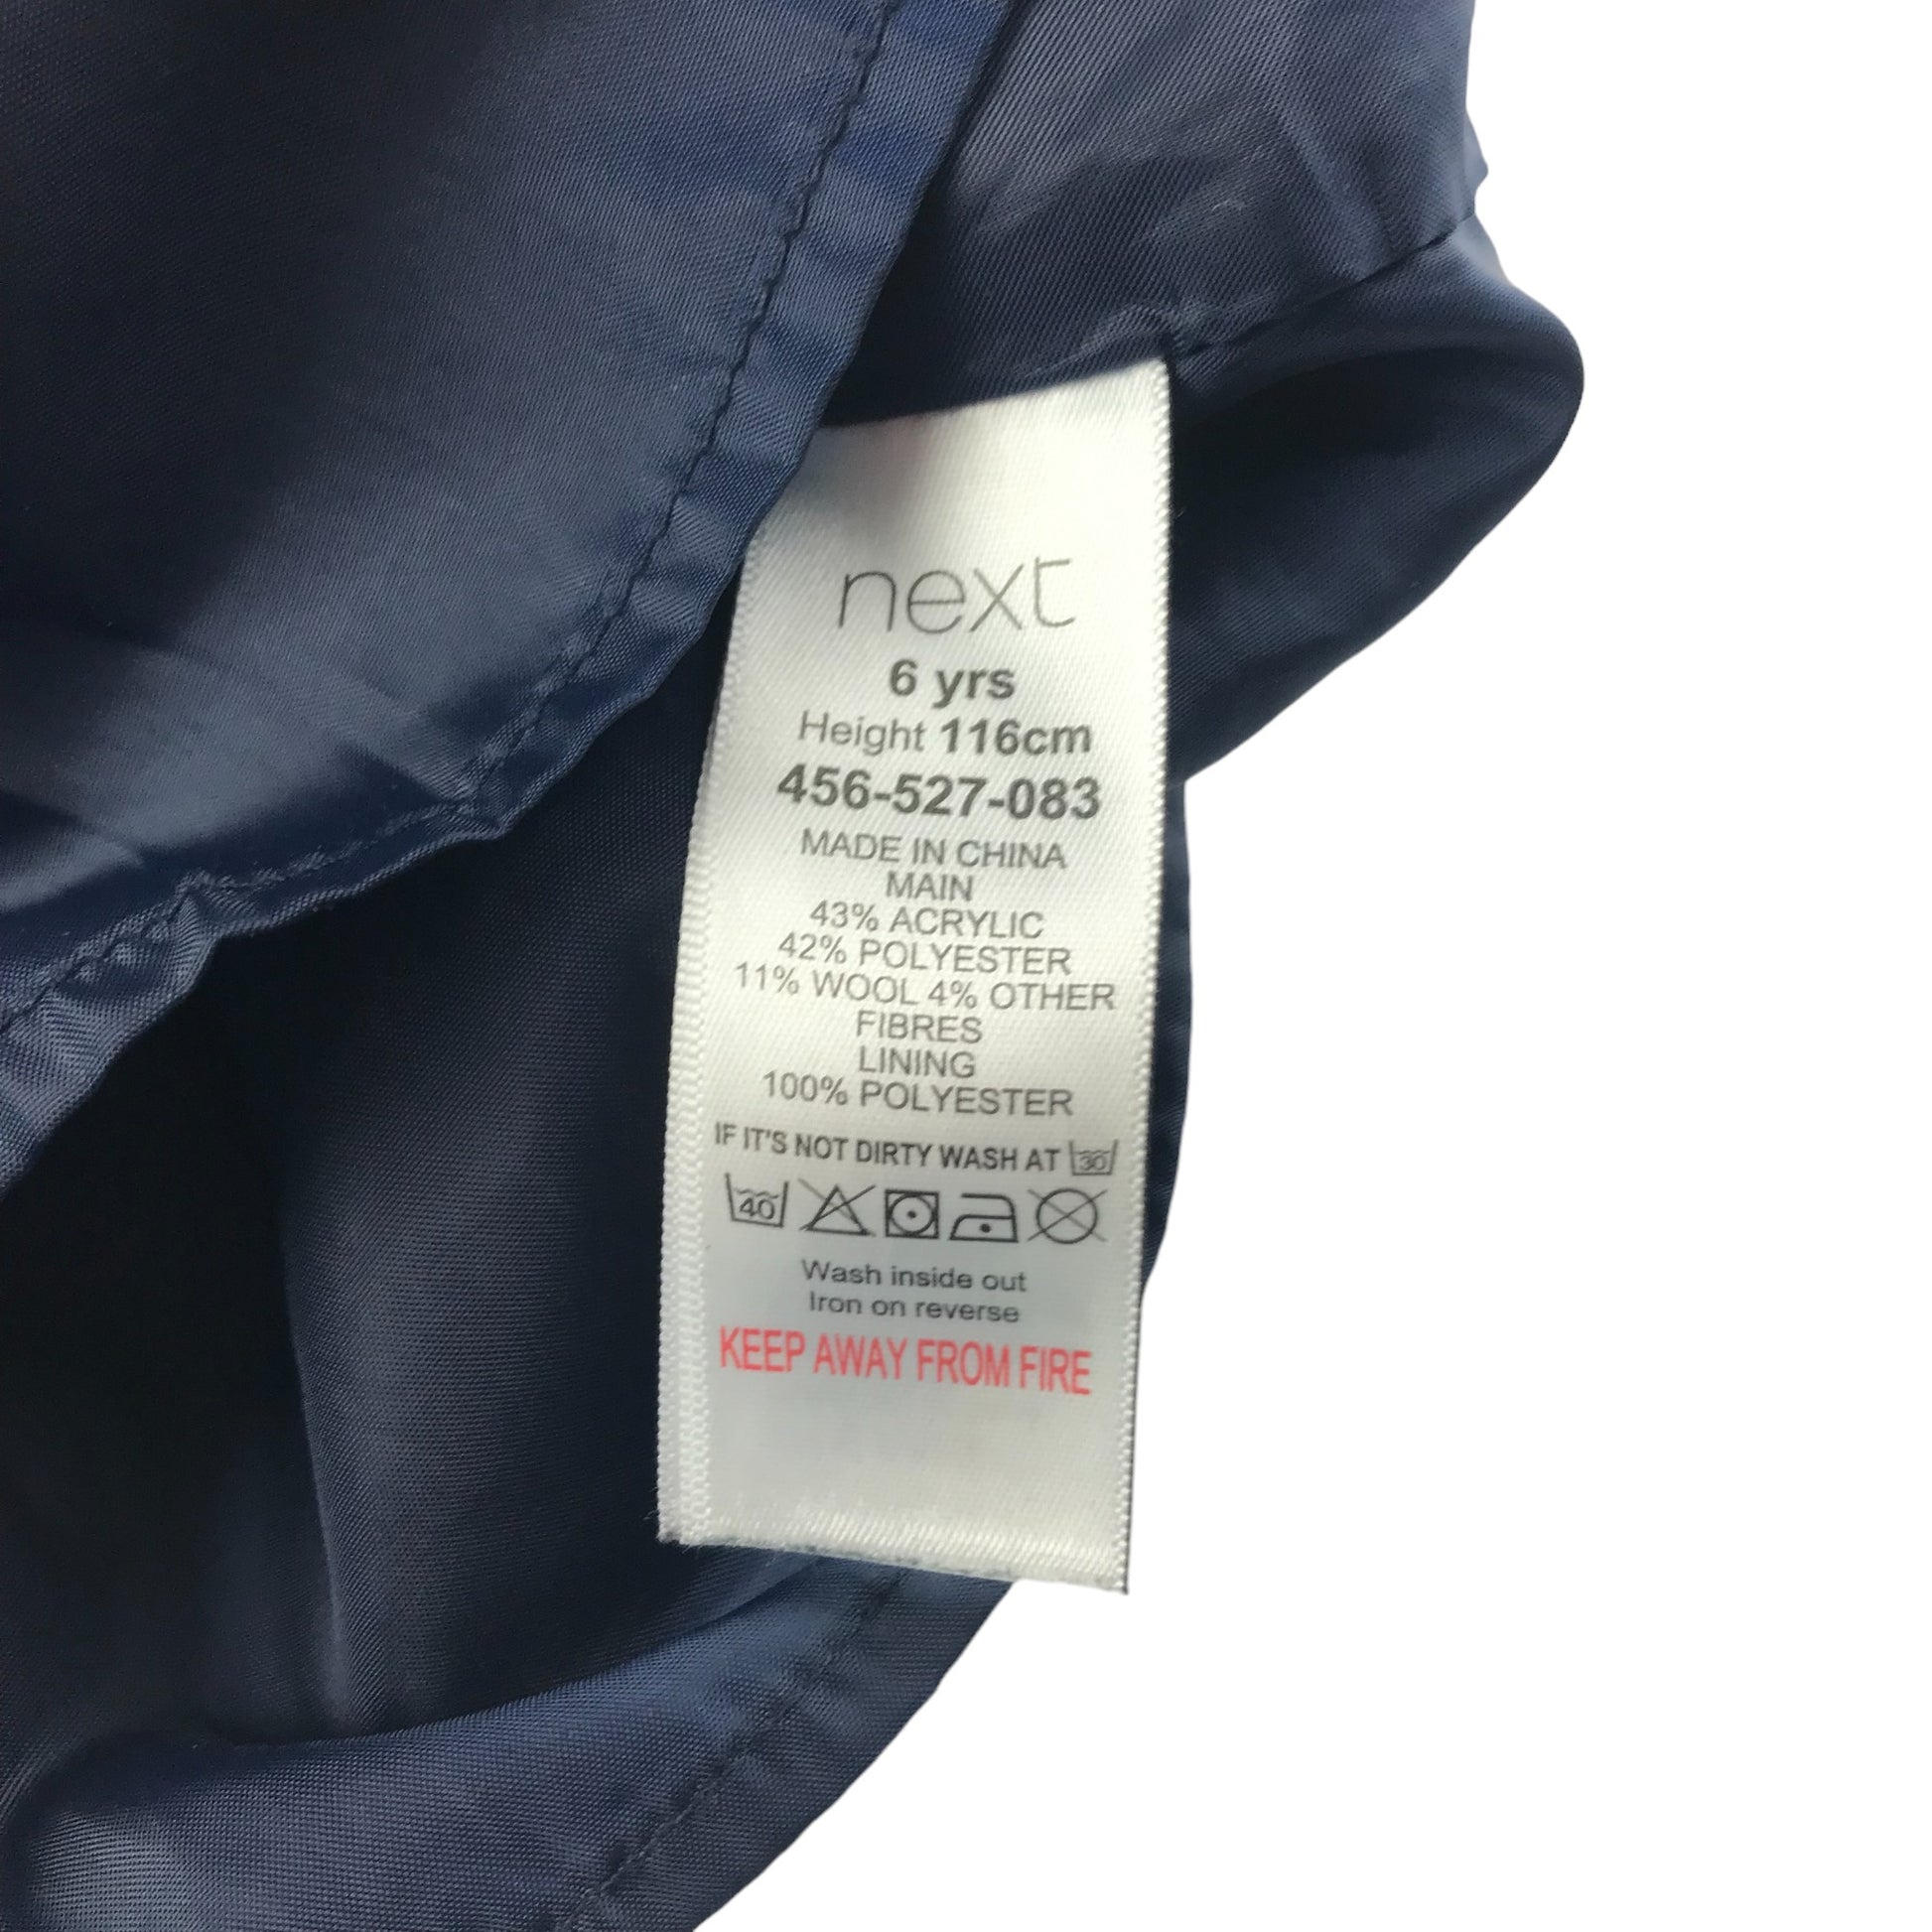 next
6 yrs
Height 116cm
456-527-083
MADE IN CHINA
MAIN
43% ACRYLIC
42% POLYESTER
11% WOOL 4% OTHER
FIBRES
LINING
100% POLYESTER
IF IT'S NOT DIRTY WASH AT 30
40
Wash inside out
Iron on reverse
KEEP AWAY FROM FIRE